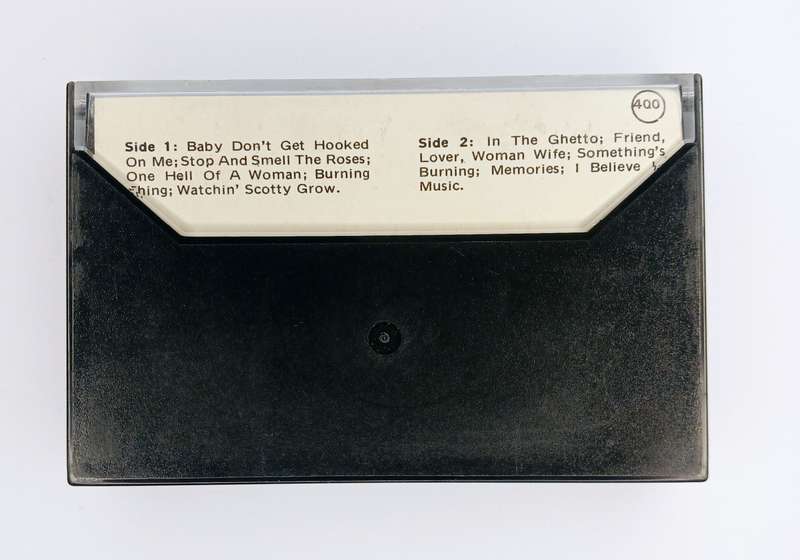 400
Side 1: Baby Don't Get Hooked
On Me; Stop And Smell The Roses;
One Hell Of A Woman; Burning
Thing; Watchin' Scotty Grow.
Side 2: In The Ghetto; Friend,
Lover, Woman Wife; Something's
Burning; Memories; I Believe
Music.